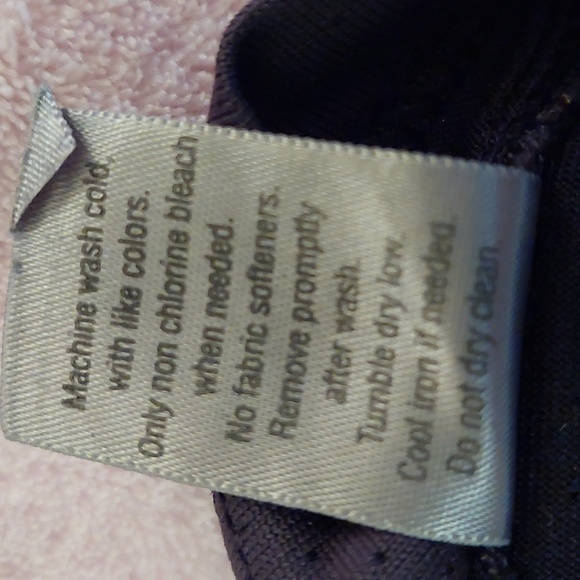 Machine wash cold,
with like colors.
Only non chlorine bleach
when needed.
No fabric softeners.
Remove promptly
after wash.
Tumble dry low.
Cool iron if needed.
Do not dry clean